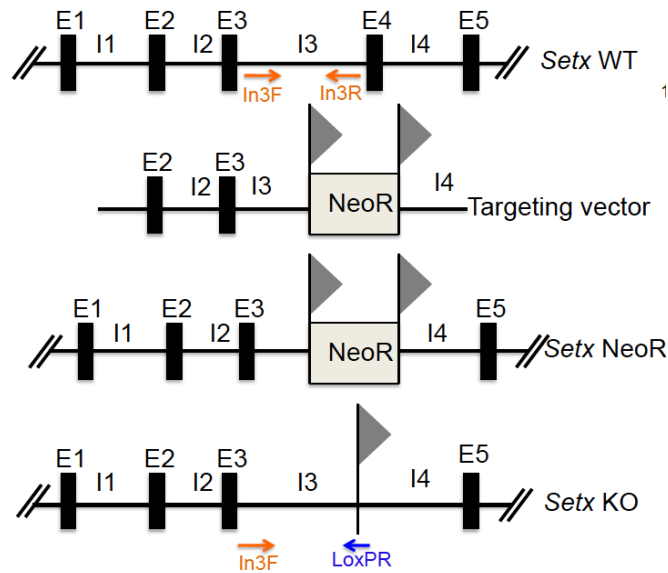 E1 E2 E3 E4 E5
I1 I2 I3 I4
Setx WT
In3F In3R
1
E2 E3
I2 I3 I4
NeoR
Targeting vector
E1 E2 E3 E5
I1 I2 I4
NeoR
Setx NeoR
E1 E2 E3 E5
I1 I2 I3 I4
Setx KO
In3F LoxPR